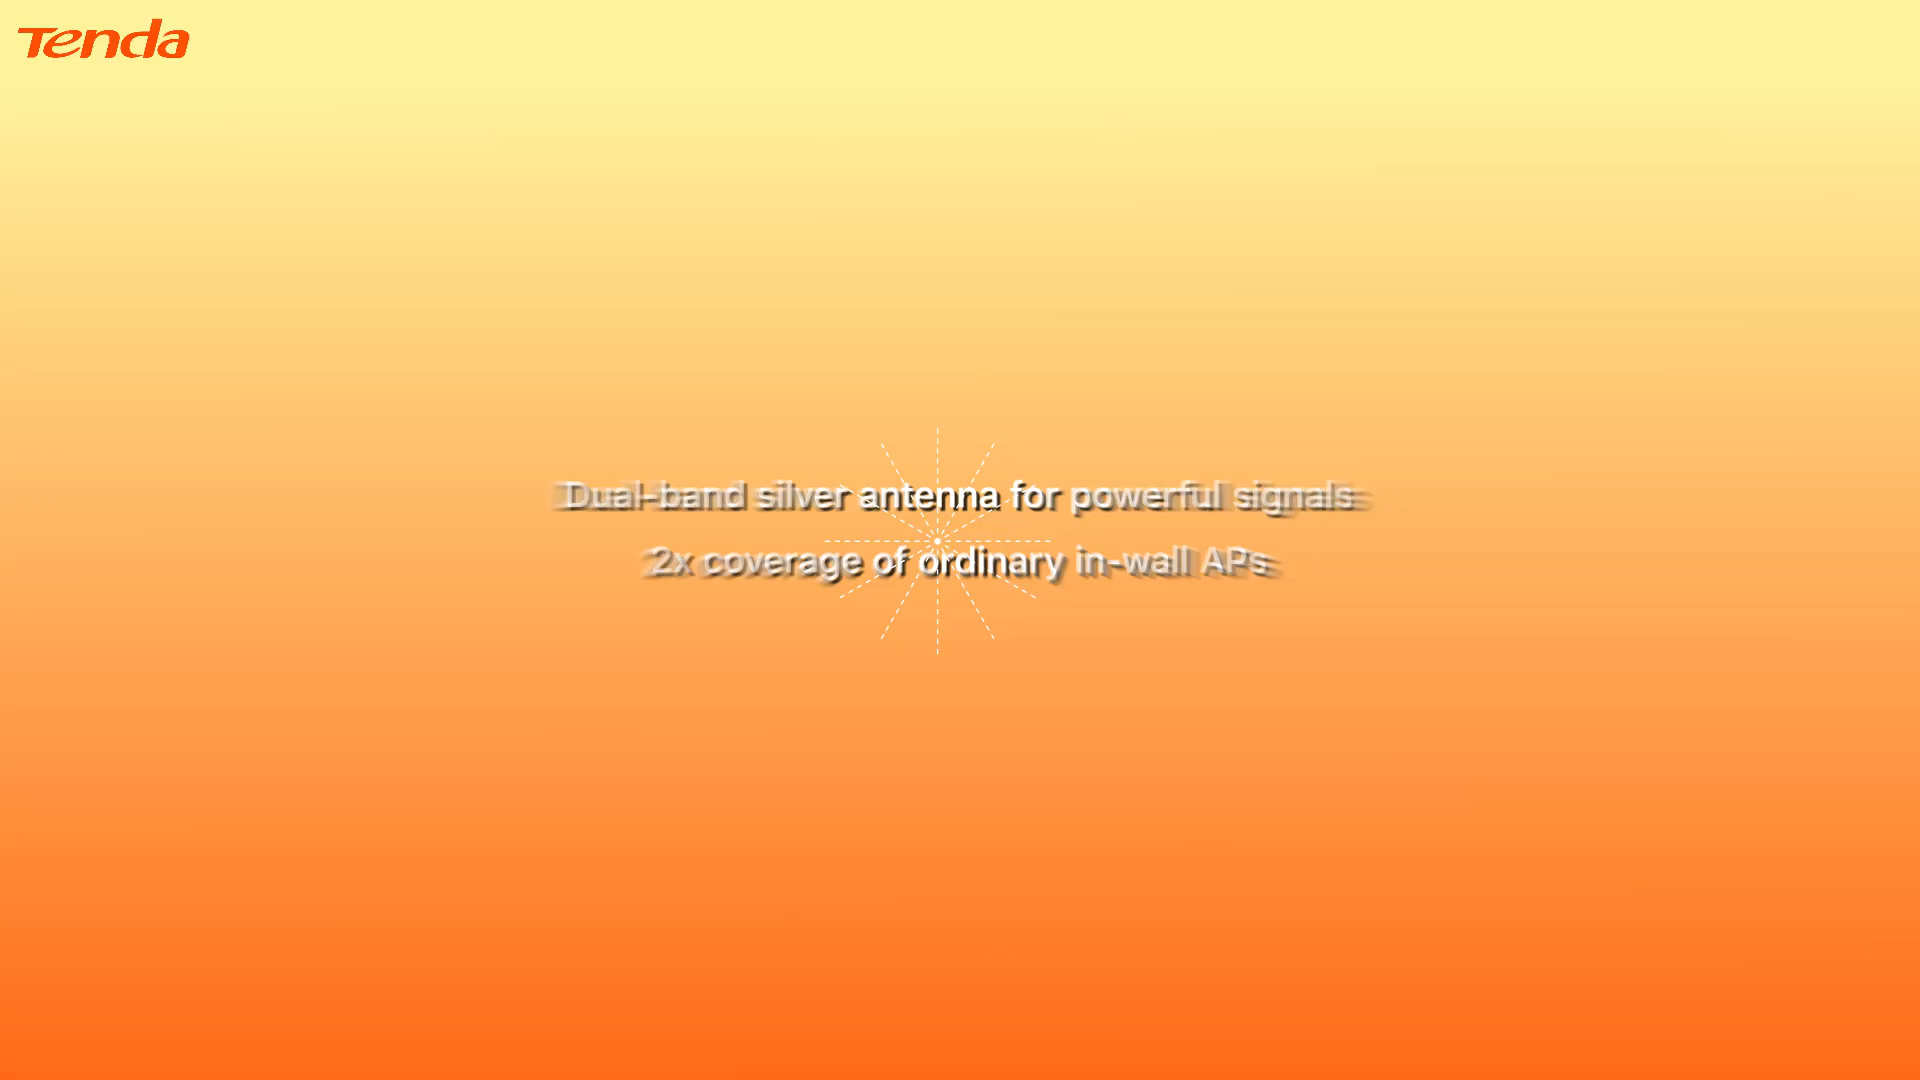 Tenda
Dual-band silver antenna for powerful signals
2x coverage of ordinary in-wall APs